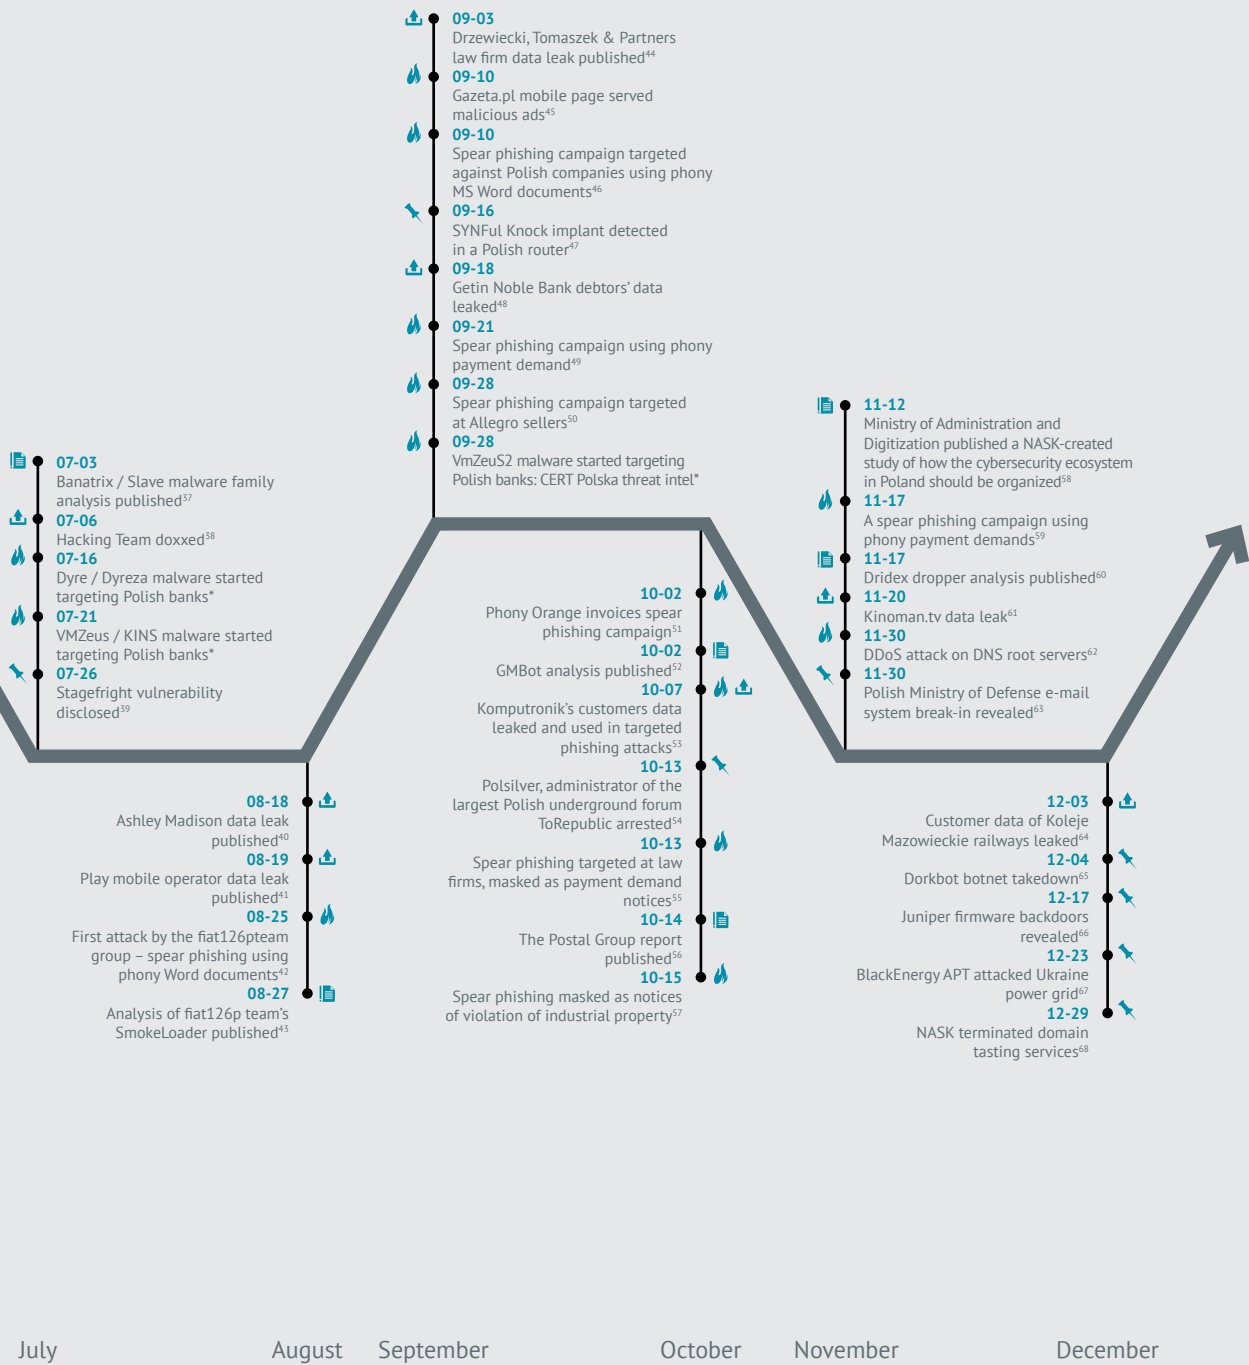 07-03
Banatrix / Slave malware family
analysis published³⁷
07-06
Hacking Team doxxed³⁸
07-16
Dyre / Dyreza malware started
targeting Polish banks*
07-21
VMZeus / KINS malware started
targeting Polish banks*
07-26
Stagefright vulnerability
disclosed³⁹
08-18
Ashley Madison data leak
published⁴⁰
08-19
Play mobile operator data leak
published⁴¹
08-25
First attack by the fiat126pteam
group – spear phishing using
phony Word documents⁴²
08-27
Analysis of fiat126p team's
SmokeLoader published⁴³
09-03
Drzewiecki, Tomaszek & Partners
law firm data leak published⁴⁴
09-10
Gazeta.pl mobile page served
malicious ads⁴⁵
09-10
Spear phishing campaign targeted
against Polish companies using phony
MS Word documents⁴⁶
09-16
SYNFul Knock implant detected
in a Polish router⁴⁷
09-18
Getin Noble Bank debtors' data
leaked⁴⁸
09-21
Spear phishing campaign using phony
payment demand⁴⁹
09-28
Spear phishing campaign targeted
at Allegro sellers⁵⁰
09-28
VmZeuS2 malware started targeting
Polish banks: CERT Polska threat intel*
10-02
Phony Orange invoices spear
phishing campaign⁵¹
10-02
GMBot analysis published⁵²
10-07
Komputronik's customers data
leaked and used in targeted
phishing attacks⁵³
10-13
Polsilver, administrator of the
largest Polish underground forum
ToRepublic arrested⁵⁴
10-13
Spear phishing targeted at law
firms, masked as payment demand
notices⁵⁵
10-14
The Postal Group report
published⁵⁶
10-15
Spear phishing masked as notices
of violation of industrial property⁵⁷
11-12
Ministry of Administration and
Digitization published a NASK-created
study of how the cybersecurity ecosystem
in Poland should be organized⁵⁸
11-17
A spear phishing campaign using
phony payment demands⁵⁹
11-17
Dridex dropper analysis published⁶⁰
11-20
Kinoman.tv data leak⁶¹
11-30
DDoS attack on DNS root servers⁶²
11-30
Polish Ministry of Defense e-mail
system break-in revealed⁶³
12-03
Customer data of Koleje
Mazowieckie railways leaked⁶⁴
12-04
Dorkbot botnet takedown⁶⁵
12-17
Juniper firmware backdoors
revealed⁶⁶
12-23
BlackEnergy APT attacked Ukraine
power grid⁶⁷
12-29
NASK terminated domain
tasting services⁶⁸
July
August
September
October
November
December